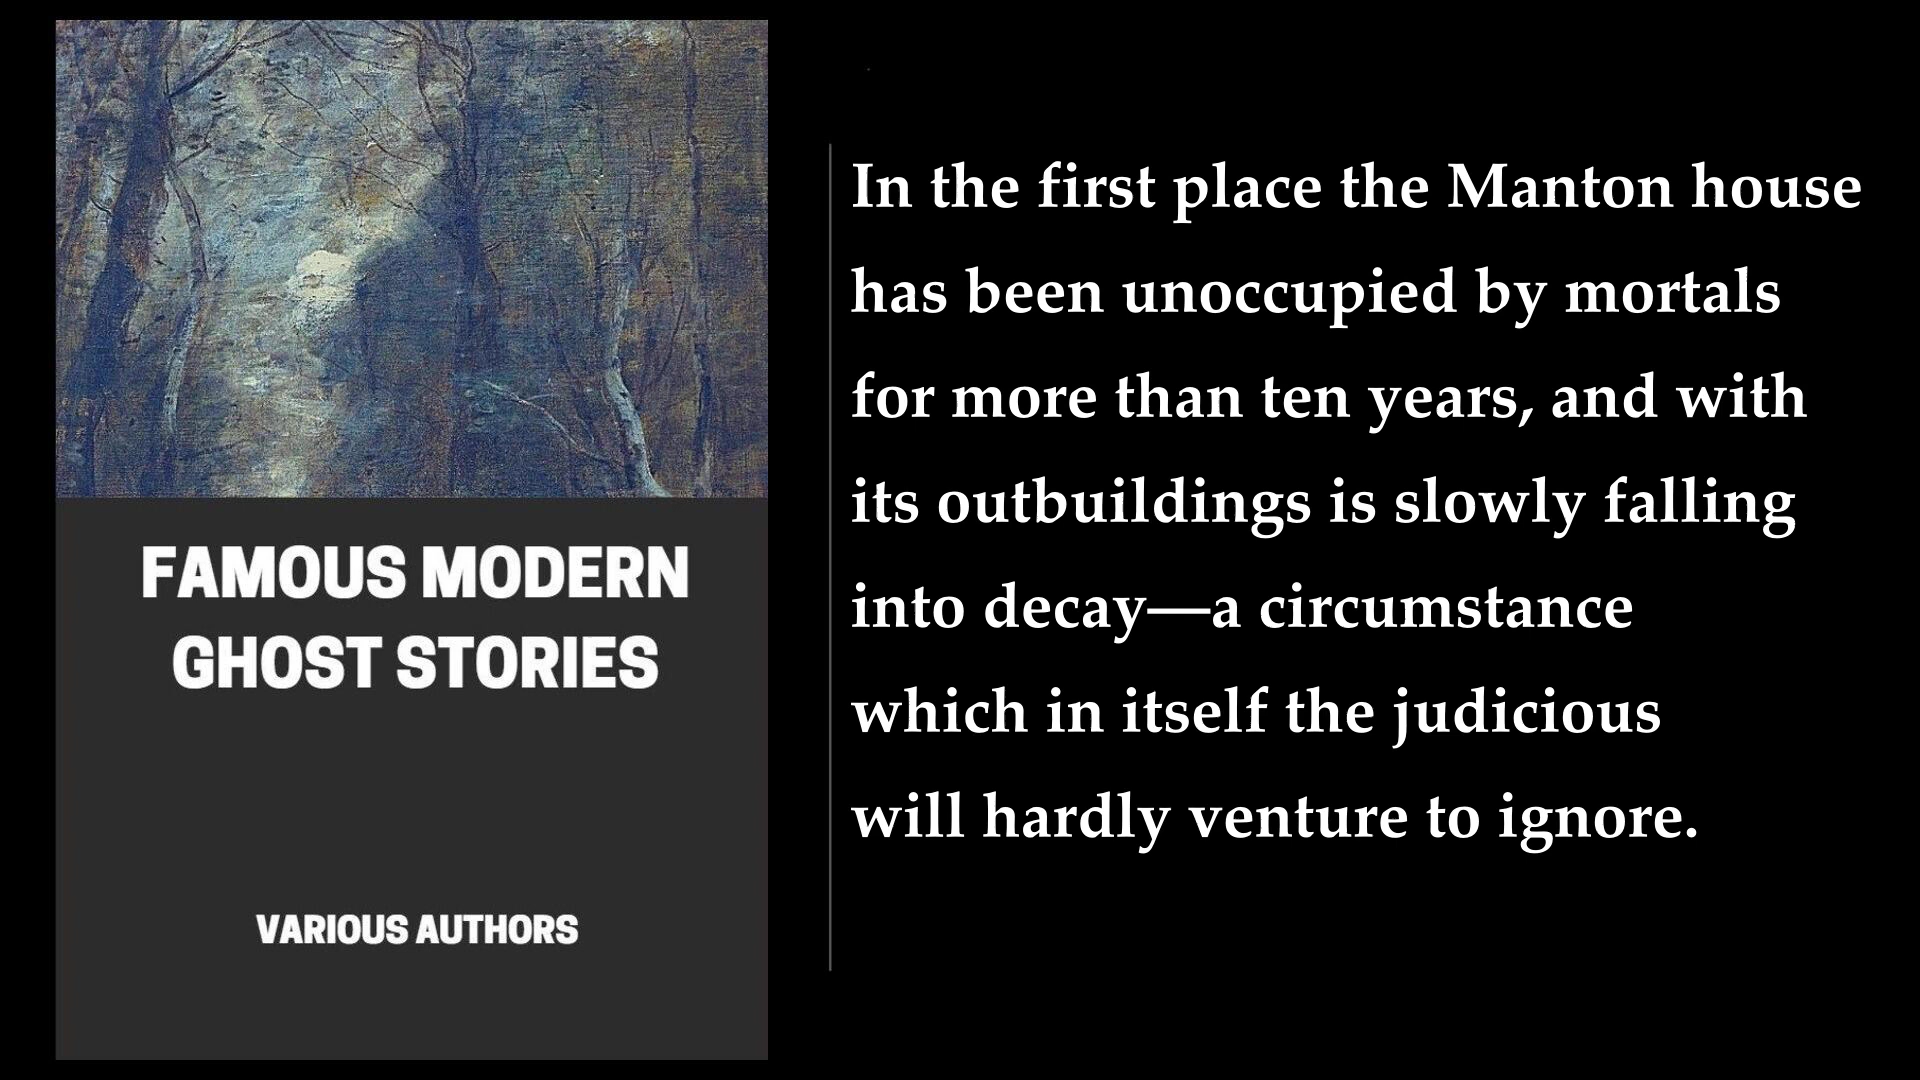 FAMOUS MODERN
GHOST STORIES
VARIOUS AUTHORS
In the first place the Manton house
has been unoccupied by mortals
for more than ten years, and with
its outbuildings is slowly falling
into decay—a circumstance
which in itself the judicious
will hardly venture to ignore.